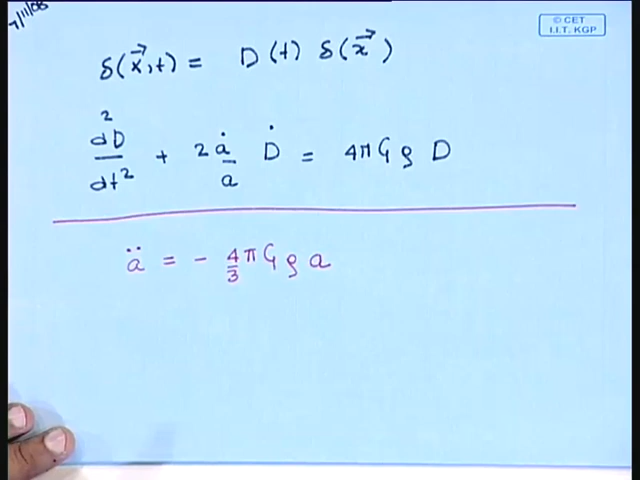 7/11/08
© CET
I.I.T. KGP
δ(x⃗,t) = D(t) δ(x⃗)
d²D/dt² + 2 ȧ/a Ḋ = 4πGρD
ä = - 4/3 πGρa